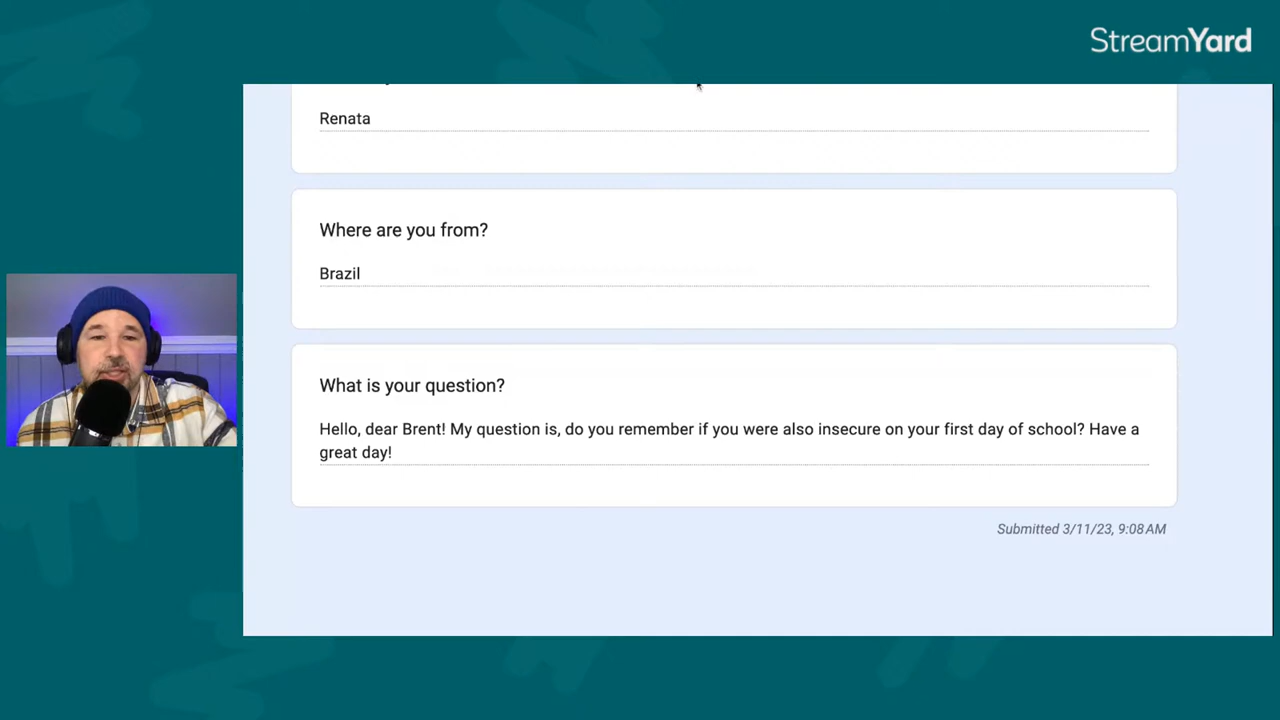 StreamYard
Renata
Where are you from?
Brazil
What is your question?
Hello, dear Brent! My question is, do you remember if you were also insecure on your first day of school? Have a
great day!
Submitted 3/11/23, 9:08 AM